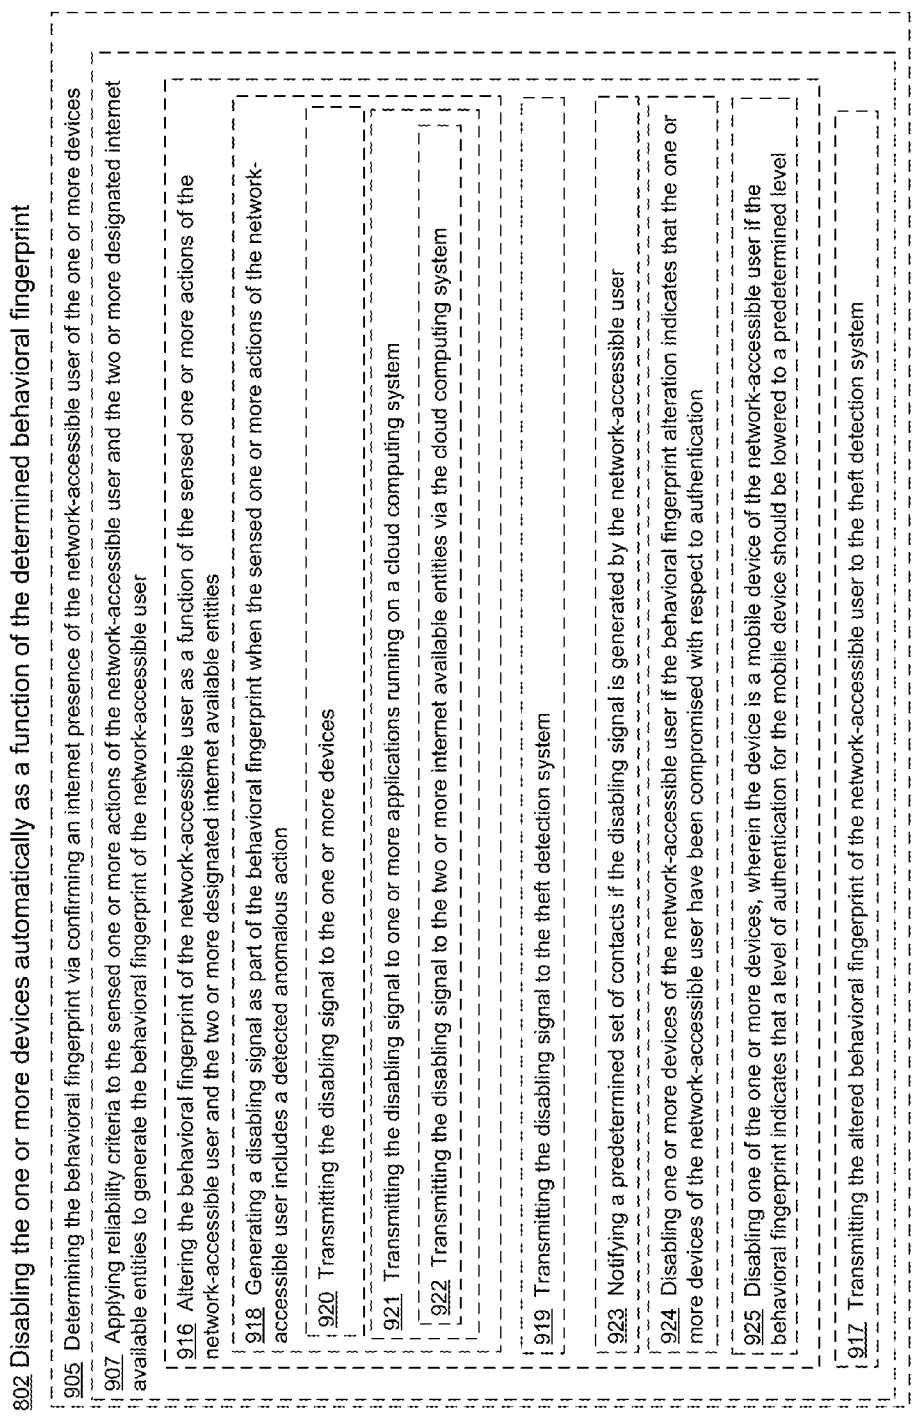 802 Disabling the one or more devices automatically as a function of the determined behavioral fingerprint
905 Determining the behavioral fingerprint via confirming an internet presence of the network-accessible user of the one or more devices
907 Applying reliability criteria to the sensed one or more actions of the network-accessible user and the two or more designated internet
available entities to generate the behavioral fingerprint of the network-accessible user
916 Altering the behavioral fingerprint of the network-accessible user as a function of the sensed one or more actions of the
network-accessible user and the two or more designated internet available entities
918 Generating a disabling signal as part of the behavioral fingerprint when the sensed one or more actions of the network-
accessible user includes a detected anomalous action
920 Transmitting the disabling signal to the one or more devices
921 Transmitting the disabling signal to one or more applications running on a cloud computing system
922 Transmitting the disabling signal to the two or more internet available entities via the cloud computing system
919 Transmitting the disabling signal to the theft detection system
923 Notifying a predetermined set of contacts if the disabling signal is generated by the network-accessible user
924 Disabling one or more devices of the network-accessible user if the behavioral fingerprint alteration indicates that the one or
more devices of the network-accessible user have been compromised with respect to authentication
925 Disabling one of the one or more devices, wherein the device is a mobile device of the network-accessible user if the
behavioral fingerprint indicates that a level of authentication for the mobile device should be lowered to a predetermined level
917 Transmitting the altered behavioral fingerprint of the network-accessible user to the theft detection system